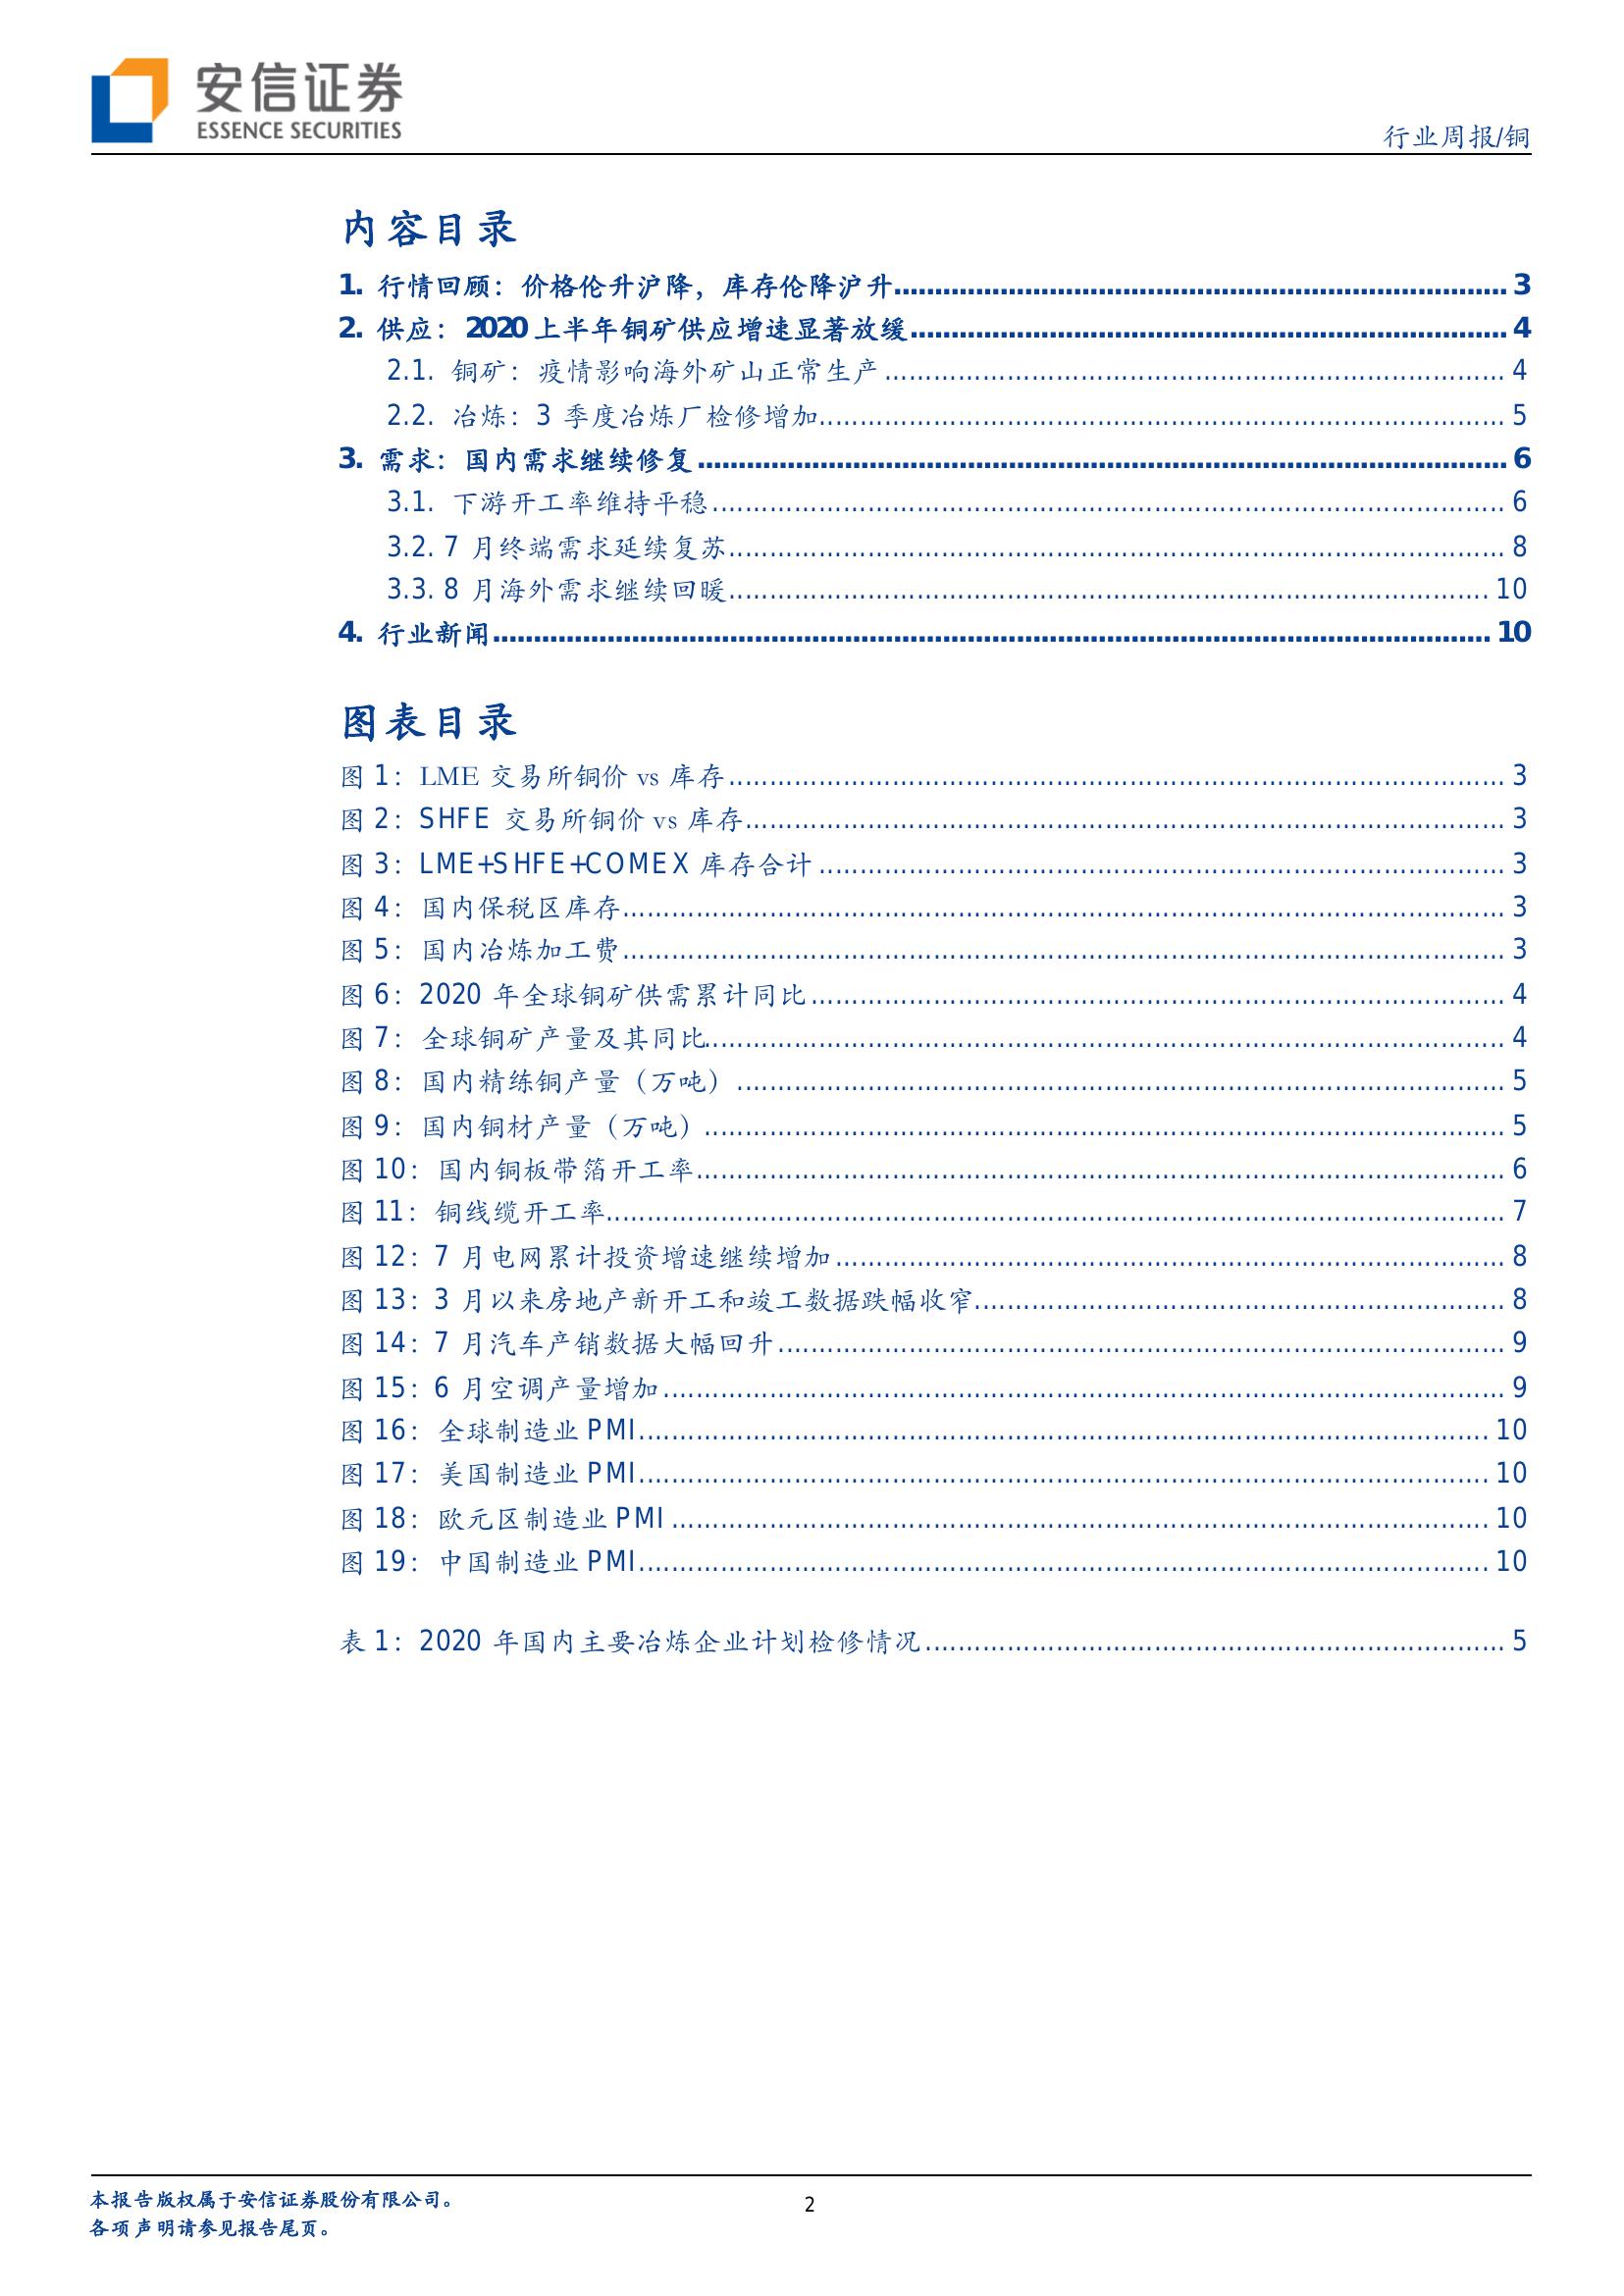 安信证券
ESSENCE SECURITIES
行业周报/铜
内容目录
1. 行情回顾：价格伦升沪降，库存伦降沪升 3
2. 供应：2020 上半年铜矿供应增速显著放缓 4
2.1. 铜矿：疫情影响海外矿山正常生产 4
2.2. 冶炼：3 季度冶炼厂检修增加 5
3. 需求：国内需求继续修复 6
3.1. 下游开工率维持平稳 6
3.2. 7 月终端需求延续复苏 8
3.3. 8 月海外需求继续回暖 10
4. 行业新闻 10
图表目录
图 1：LME 交易所铜价 vs 库存 3
图 2：SHFE 交易所铜价 vs 库存 3
图 3：LME+SHFE+COMEX 库存合计 3
图 4：国内保税区库存 3
图 5：国内冶炼加工费 3
图 6：2020 年全球铜矿供需累计同比 4
图 7：全球铜矿产量及其同比 4
图 8：国内精练铜产量（万吨） 5
图 9：国内铜材产量（万吨） 5
图 10：国内铜板带箔开工率 6
图 11：铜线缆开工率 7
图 12：7 月电网累计投资增速继续增加 8
图 13：3 月以来房地产新开工和竣工数据跌幅收窄 8
图 14：7 月汽车产销数据大幅回升 9
图 15：6 月空调产量增加 9
图 16：全球制造业 PMI 10
图 17：美国制造业 PMI 10
图 18：欧元区制造业 PMI 10
图 19：中国制造业 PMI 10
表 1：2020 年国内主要冶炼企业计划检修情况 5
本报告版权属于安信证券股份有限公司。
2
各项声明请参见报告尾页。